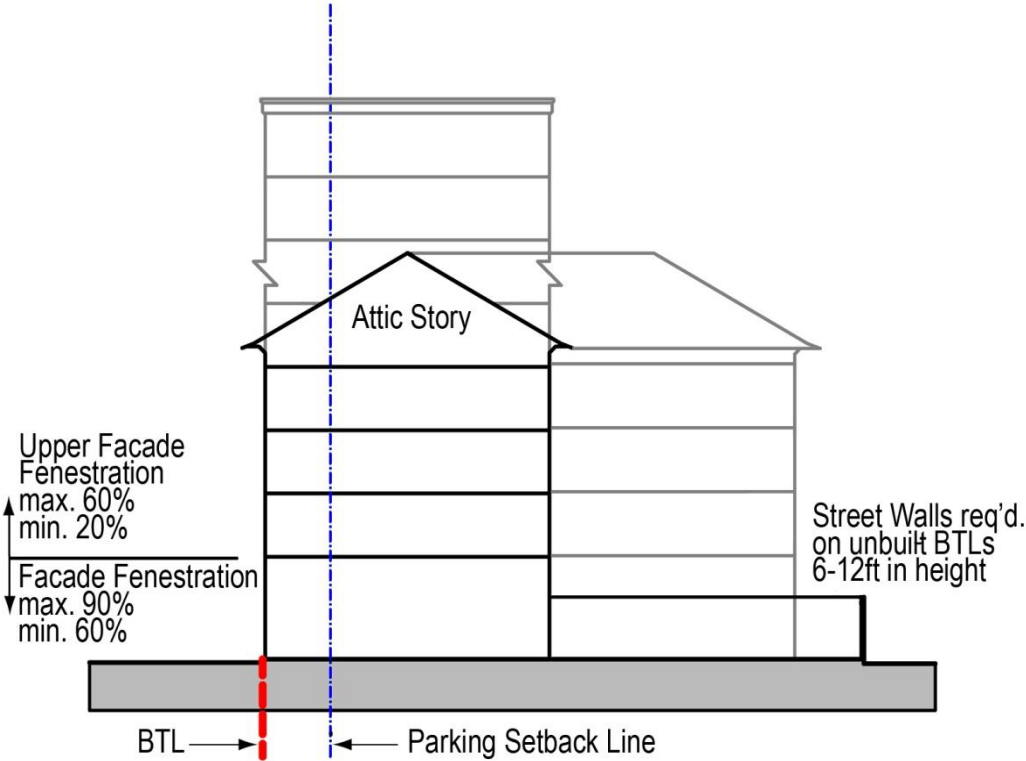 Attic Story
Upper Facade
Fenestration
max. 60%
min. 20%
Facade Fenestration
max. 90%
min. 60%
Street Walls req'd.
on unbuilt BTLs
6-12ft in height
BTL
Parking Setback Line